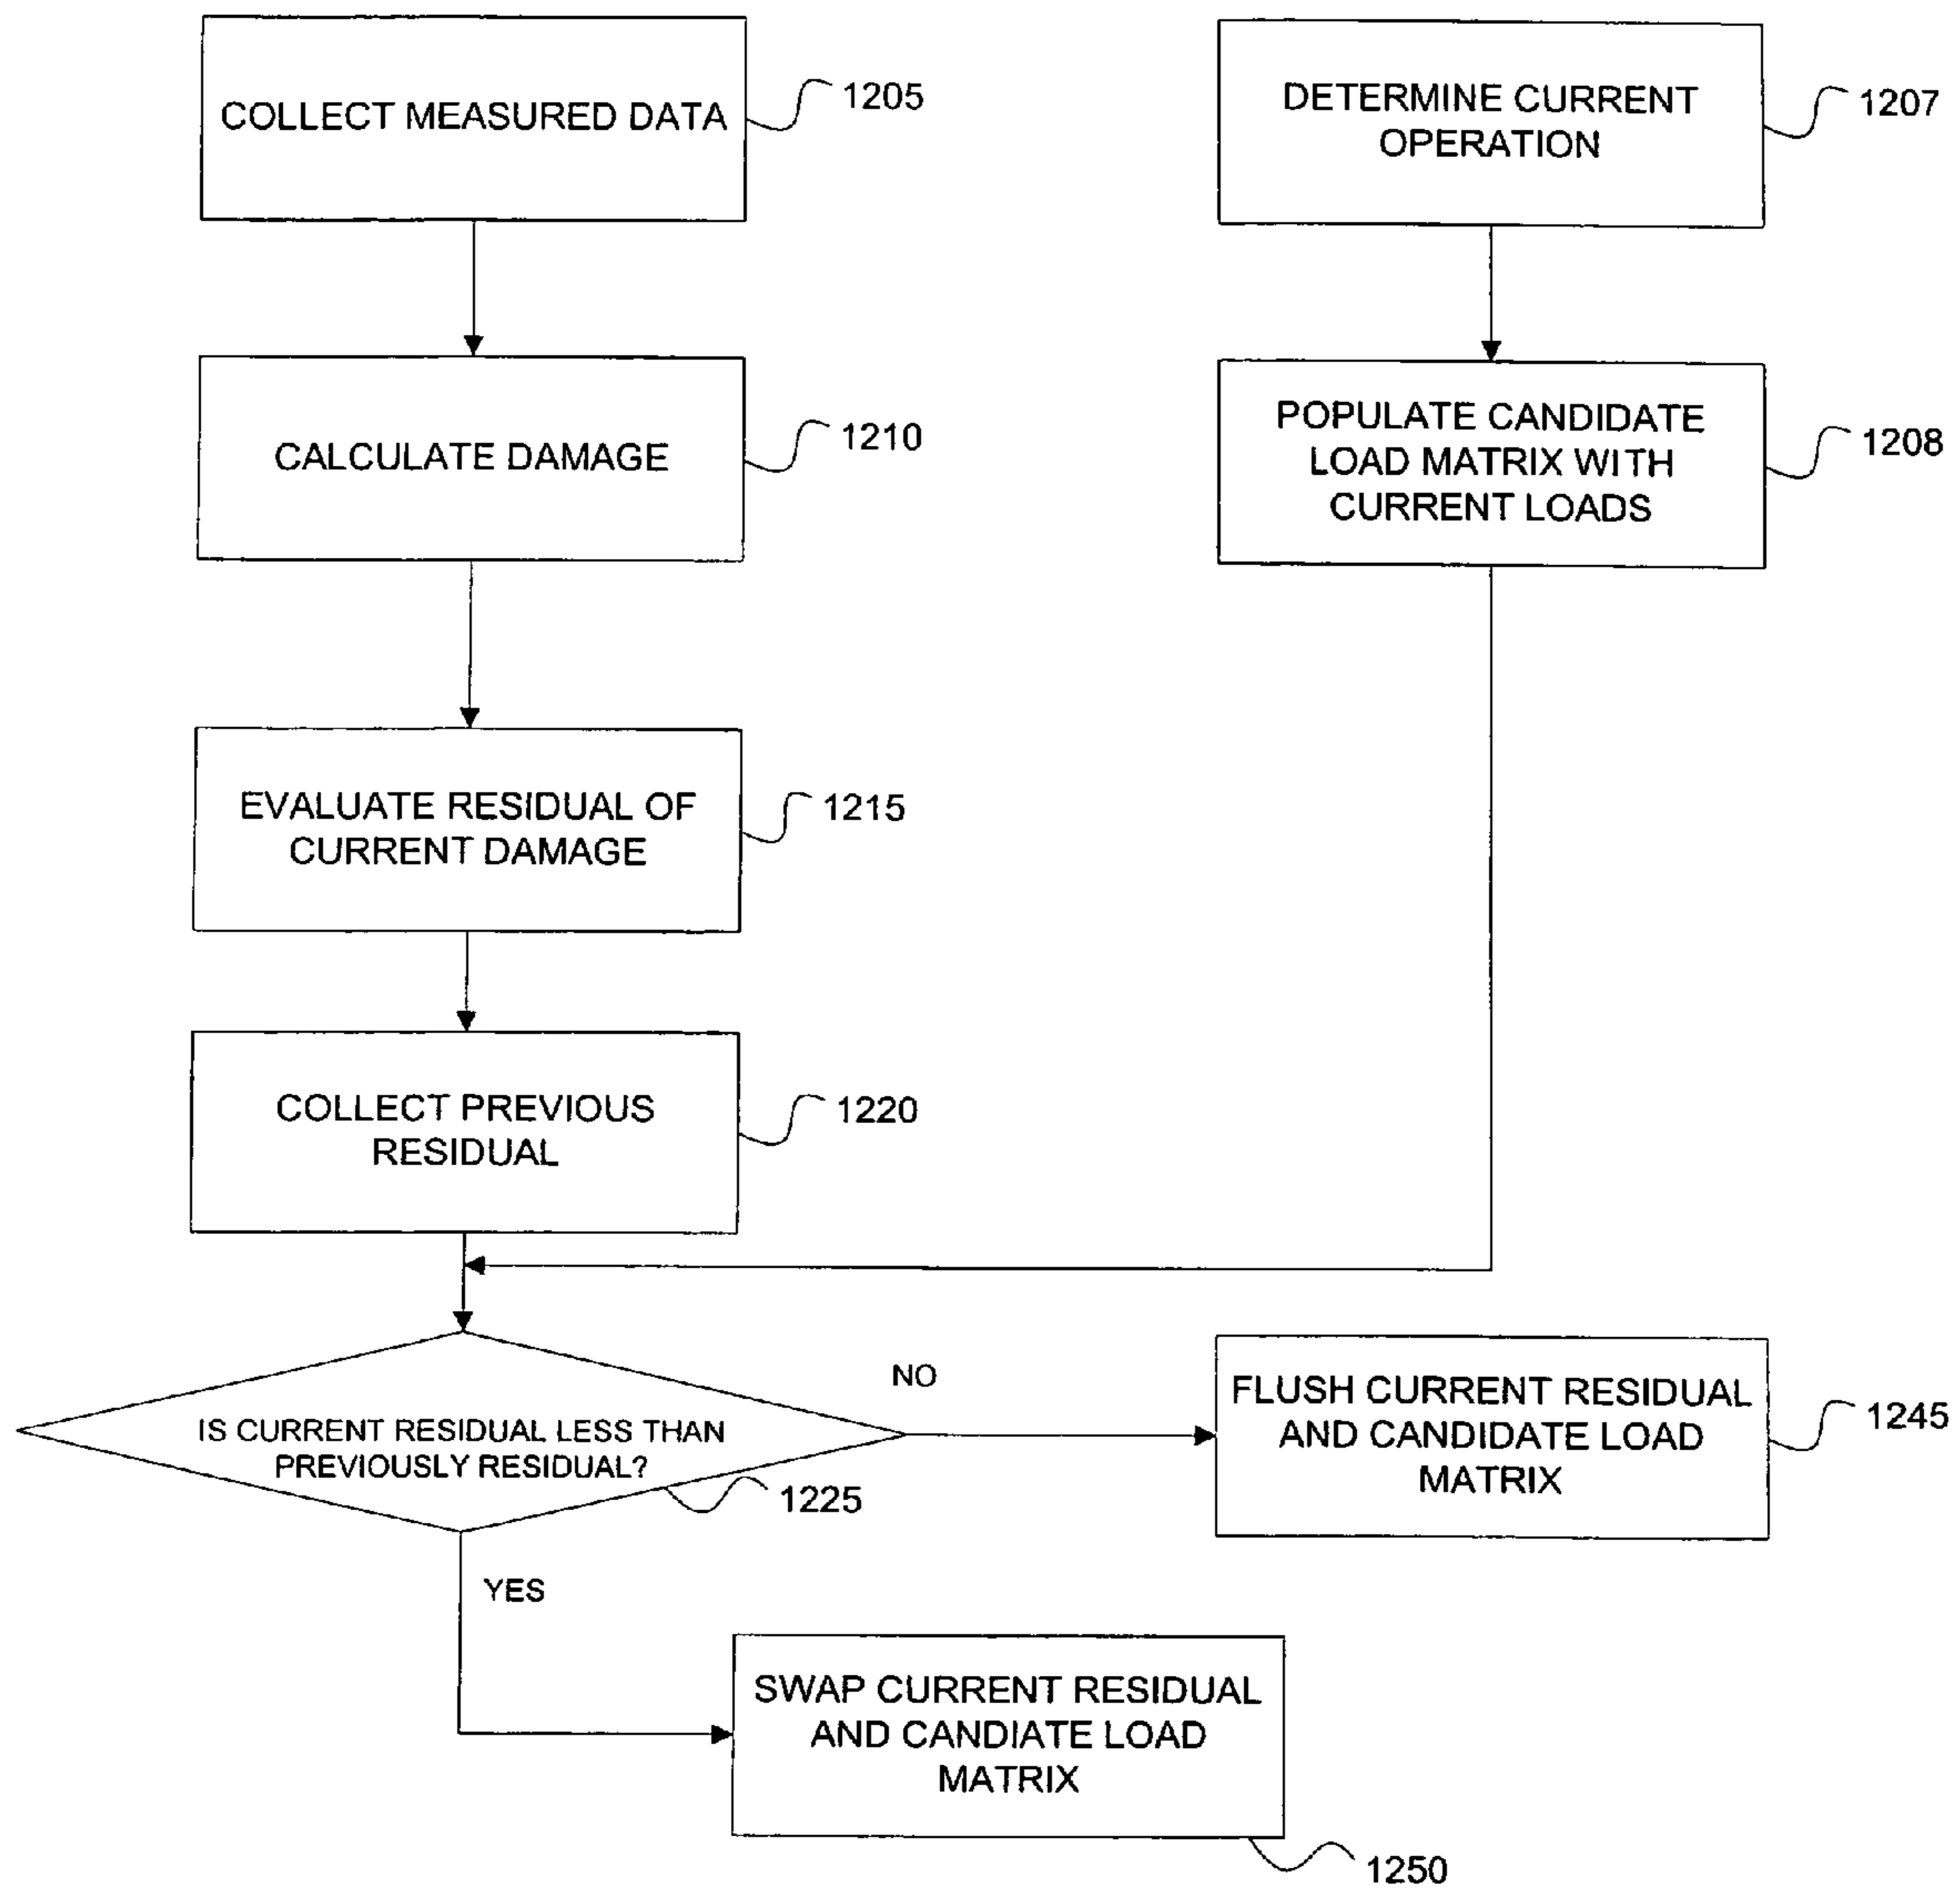 COLLECT MEASURED DATA
1205
DETERMINE CURRENT
OPERATION
1207
CALCULATE DAMAGE
1210
POPULATE CANDIDATE
LOAD MATRIX WITH
CURRENT LOADS
1208
EVALUATE RESIDUAL OF
CURRENT DAMAGE
1215
COLLECT PREVIOUS
RESIDUAL
1220
IS CURRENT RESIDUAL LESS THAN
PREVIOUSLY RESIDUAL?
1225
NO
FLUSH CURRENT RESIDUAL
AND CANDIDATE LOAD
MATRIX
1245
YES
SWAP CURRENT RESIDUAL
AND CANDIATE LOAD
MATRIX
1250